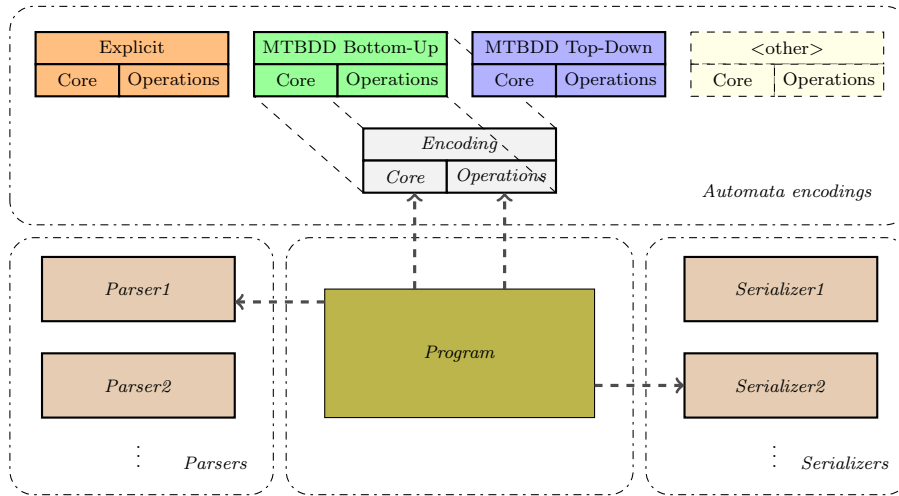 Explicit
MTBDD Bottom-Up
MTBDD Top-Down
<other>
Core
Operations
Core
Operations
Core
Operations
Core
Operations
Encoding
Core
Operations
Automata encodings
Parser1
Program
Serializer1
Parser2
Serializer2
Parsers
Serializers